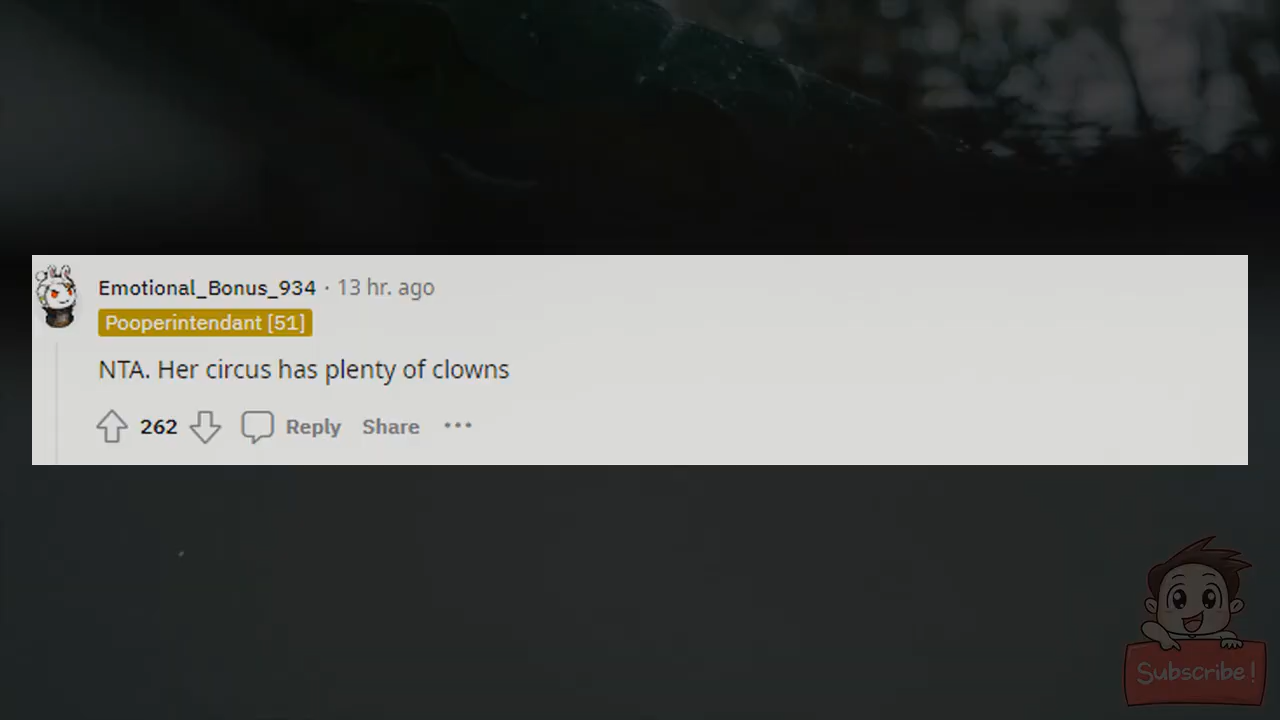 Emotional_Bonus_934 · 13 hr. ago
Pooperintendant [51]
NTA. Her circus has plenty of clowns
262 Reply Share ···
Subscribe!